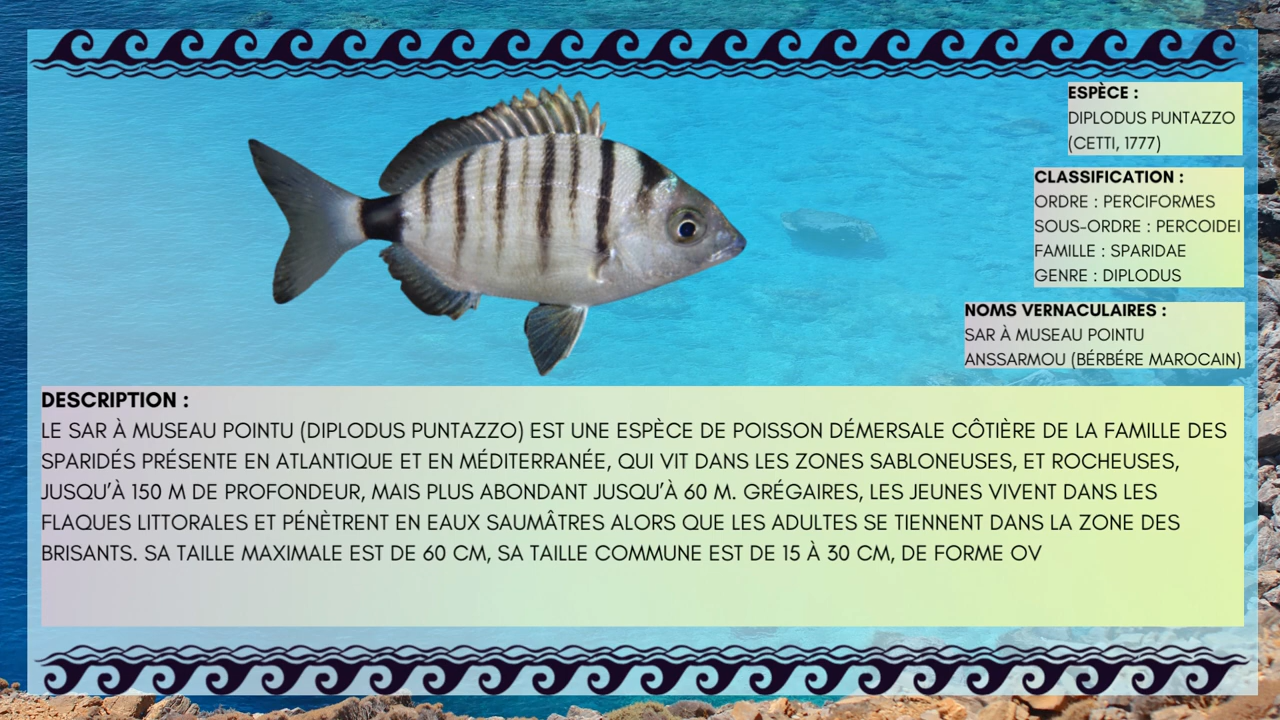 ESPÈCE :
DIPLODUS PUNTAZZO
(CETTI, 1777)
CLASSIFICATION :
ORDRE : PERCIFORMES
SOUS-ORDRE : PERCOIDEI
FAMILLE : SPARIDAE
GENRE : DIPLODUS
NOMS VERNACULAIRES :
SAR À MUSEAU POINTU
ANSSARMOU (BÉRBÉRE MAROCAIN)
DESCRIPTION :
LE SAR À MUSEAU POINTU (DIPLODUS PUNTAZZO) EST UNE ESPÈCE DE POISSON DÉMERSALE CÔTIÈRE DE LA FAMILLE DES
SPARIDÉS PRÉSENTE EN ATLANTIQUE ET EN MÉDITERRANÉE, QUI VIT DANS LES ZONES SABLONEUSES, ET ROCHEUSES,
JUSQU'À 150 M DE PROFONDEUR, MAIS PLUS ABONDANT JUSQU'À 60 M. GRÉGAIRES, LES JEUNES VIVENT DANS LES
FLAQUES LITTORALES ET PÉNÈTRENT EN EAUX SAUMÂTRES ALORS QUE LES ADULTES SE TIENNENT DANS LA ZONE DES
BRISANTS. SA TAILLE MAXIMALE EST DE 60 CM, SA TAILLE COMMUNE EST DE 15 À 30 CM, DE FORME OV